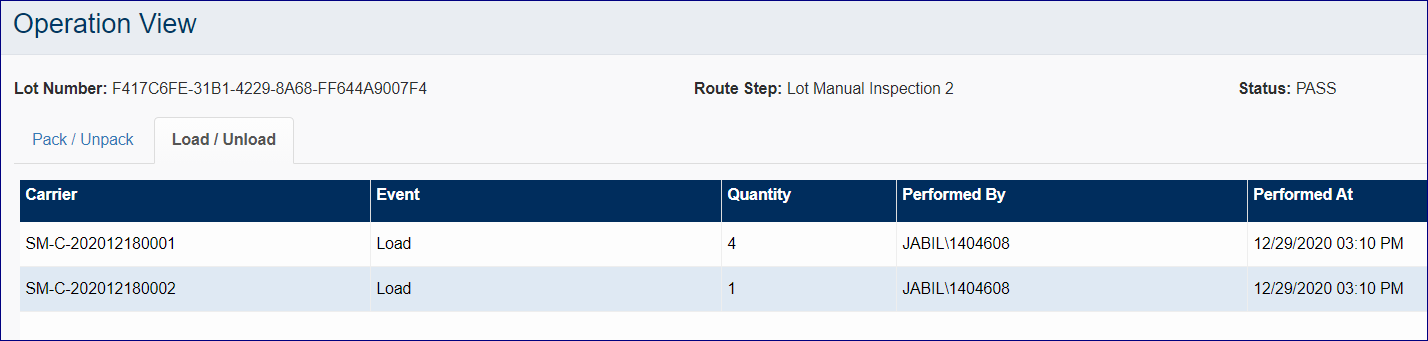 Operation View
Lot Number: F417C6FE-31B1-4229-8A68-FF644A9007F4 Route Step: Lot Manual Inspection 2 Status: PASS
Pack / Unpack Load / Unload
Carrier Event Quantity Performed By Performed At
SM-C-202012180001 Load 4 JABIL\1404608 12/29/2020 03:10 PM
SM-C-202012180002 Load 1 JABIL\1404608 12/29/2020 03:10 PM